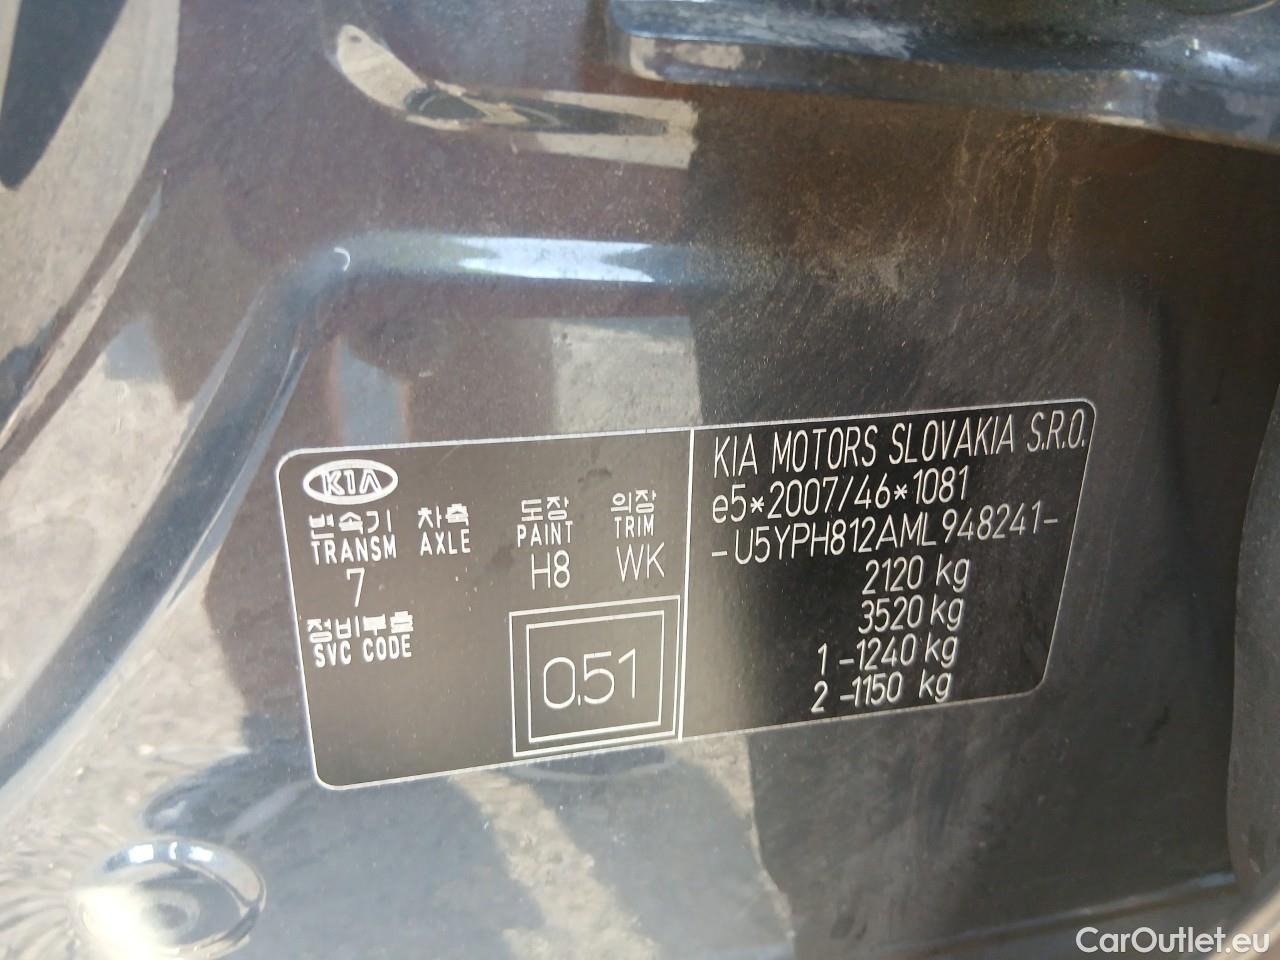 KIA
변속기 차축 도장 의장
TRANSM AXLE PAINT TRIM
7 H8 WK
정비부호
SVC CODE
0.51
KIA MOTORS SLOVAKIA S.R.O.
e5*2007/46*1081
-U5YPH812AML948241-
2120 kg
3520 kg
1 -1240 kg
2 -1150 kg
CarOutlet.eu